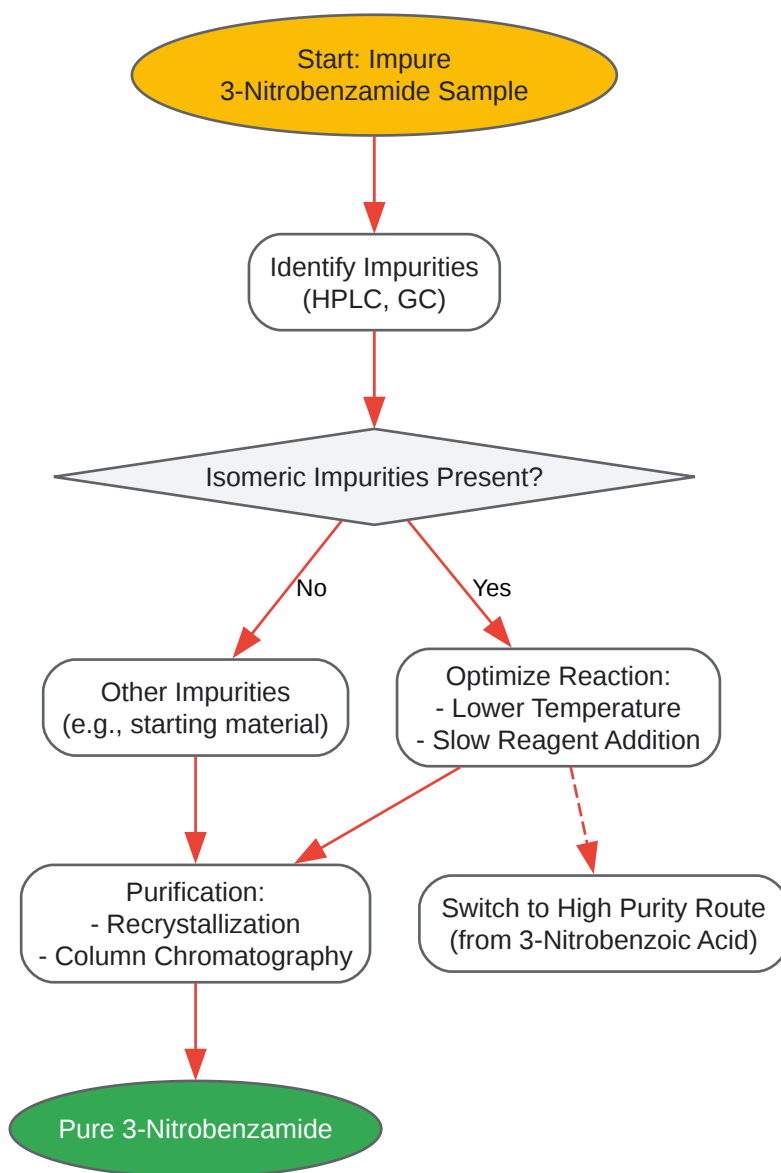 Start: Impure
3-Nitrobenzamide Sample
Identify Impurities
(HPLC, GC)
Isomeric Impurities Present?
No
Yes
Other Impurities
(e.g., starting material)
Optimize Reaction:
- Lower Temperature
- Slow Reagent Addition
Purification:
- Recrystallization
- Column Chromatography
Switch to High Purity Route
(from 3-Nitrobenzoic Acid)
Pure 3-Nitrobenzamide